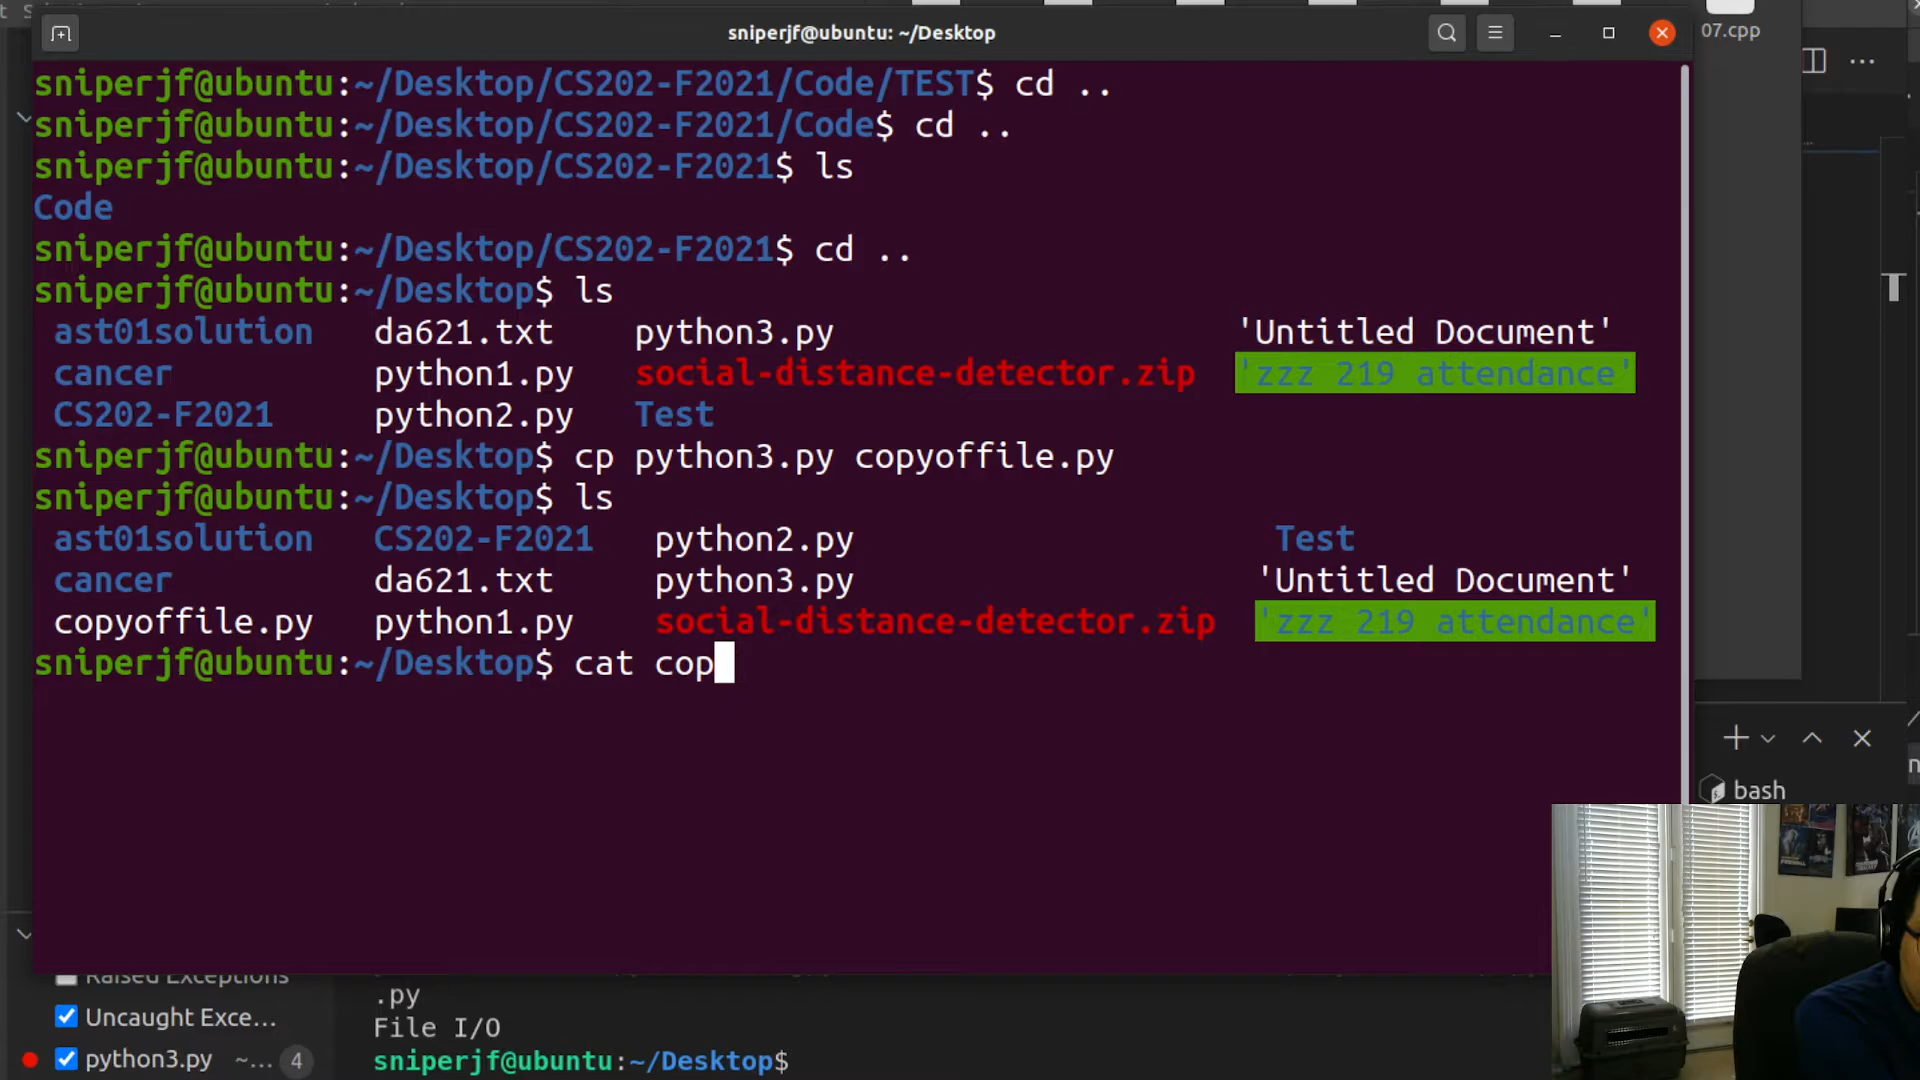 sniperjf@ubuntu: ~/Desktop
07.cpp
sniperjf@ubuntu:~/Desktop/CS202-F2021/Code/TEST$ cd ..
sniperjf@ubuntu:~/Desktop/CS202-F2021/Code$ cd ..
sniperjf@ubuntu:~/Desktop/CS202-F2021$ ls
Code
sniperjf@ubuntu:~/Desktop/CS202-F2021$ cd ..
sniperjf@ubuntu:~/Desktop$ ls
ast01solution da621.txt python3.py 'Untitled Document'
cancer python1.py social-distance-detector.zip 'zzz 219 attendance'
CS202-F2021 python2.py Test
sniperjf@ubuntu:~/Desktop$ cp python3.py copyoffile.py
sniperjf@ubuntu:~/Desktop$ ls
ast01solution CS202-F2021 python2.py Test
cancer da621.txt python3.py 'Untitled Document'
copyoffile.py python1.py social-distance-detector.zip 'zzz 219 attendance'
sniperjf@ubuntu:~/Desktop$ cat cop
bash
Raised Exceptions
.py
Uncaught Exce...
File I/O
python3.py ~... 4
sniperjf@ubuntu:~/Desktop$